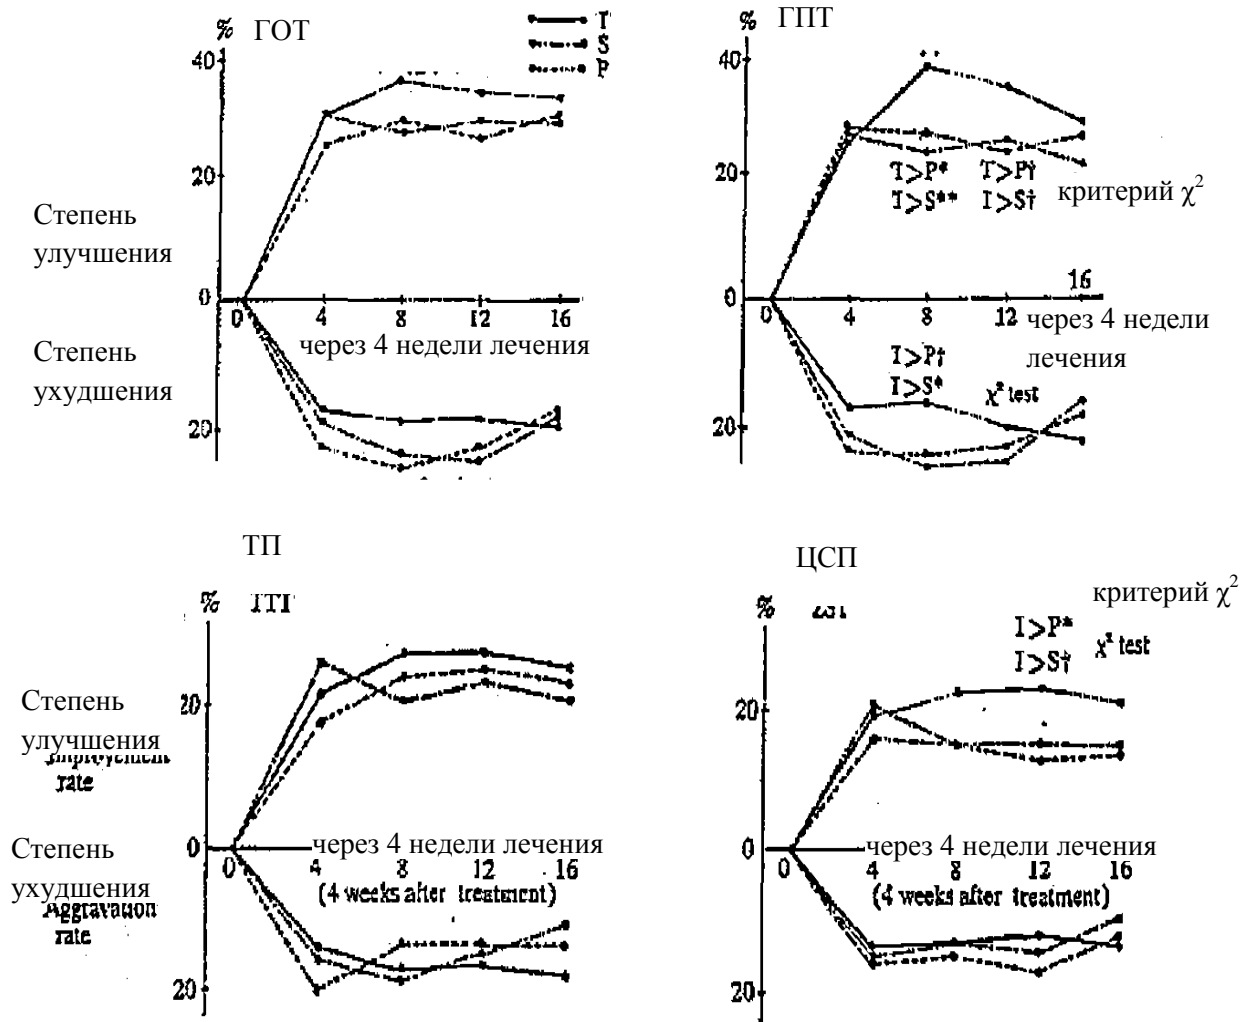 % ГОТ
T
S
P
40
20
Степень
улучшения
0
0 4 8 12 16
через 4 недели лечения
Степень
ухудшения
20
% ГПТ
40
20
T>P* T>P†
T>S** I>S†
критерий χ²
16
0
0 4 8 12 через 4 недели
лечения
I>P†
I>S*
χ² test
20
ТП
%
20
Степень
улучшения
Improvement
rate
0
через 4 недели лечения
0 4 8 12 16
(4 weeks after treatment)
Степень
ухудшения
Aggravation
rate
20
ЦСП
%
критерий χ²
I>P*
I>S†
χ² test
20
0
через 4 недели лечения
0 4 8 12 16
(4 weeks after treatment)
20